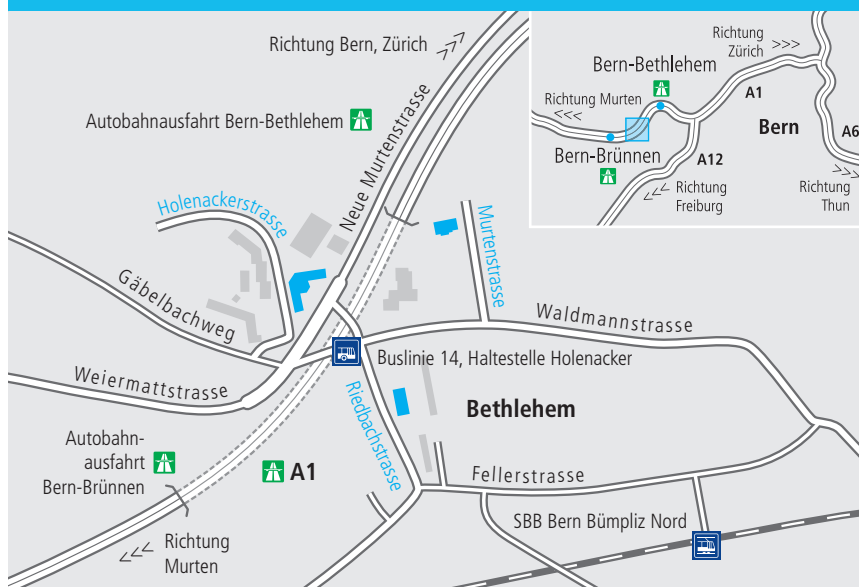 Richtung Bern, Zürich >>>
Autobahnausfahrt Bern-Bethlehem
Neue Murtenstrasse
Holenackerstrasse
Murtenstrasse
Gäbelbachweg
Waldmannstrasse
Buslinie 14, Haltestelle Holenacker
Weiermattstrasse
Riedbachstrasse
Bethlehem
Autobahn-
ausfahrt
Bern-Brünnen
A1
Fellerstrasse
SBB Bern Bümpliz Nord
<<< Richtung
Murten
Richtung
Zürich >>>
Bern-Bethlehem
Richtung Murten
<<<
A1
Bern
A6
Bern-Brünnen
A12
<<< Richtung
Freiburg
>>>
Richtung
Thun